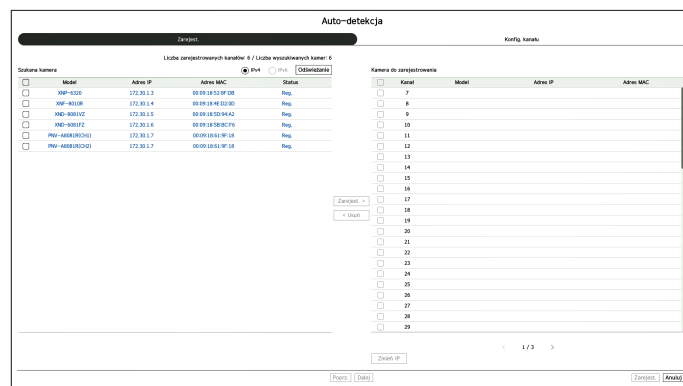 Auto-detekcja
Zarejest. Konfig. kanału
Liczba zarejestrowanych kanałów: 6 / Liczba wyszukiwanych kamer: 6
Szukana kamera IPv4 IPv6 Odświeżanie Kamera do zarejestrowania
Model Adres IP Adres MAC Status Kanał Model Adres IP Adres MAC
XNP-6320 172.30.1.3 00:09:18:52:8F:DB Reg. 7
XNF-8010R 172.30.1.4 00:09:18:4E:D2:0D Reg. 8
XND-8081VZ 172.30.1.5 00:09:18:5D:94:A2 Reg. 9
XND-6081FZ 172.30.1.6 00:09:18:5B:BC:F6 Reg. 10
PNV-A8081R(CH1) 172.30.1.7 00:09:18:61:9F:18 Reg. 11
PNV-A8081R(CH2) 172.30.1.7 00:09:18:61:9F:18 Reg. 12
13
14
15
16
Zarejest. > 17
18
< Usuń 19
20
21
22
23
24
25
26
27
28
29
< 1 / 3 >
Zmień IP
Poprz. Dalej Zarejest. Anuluj